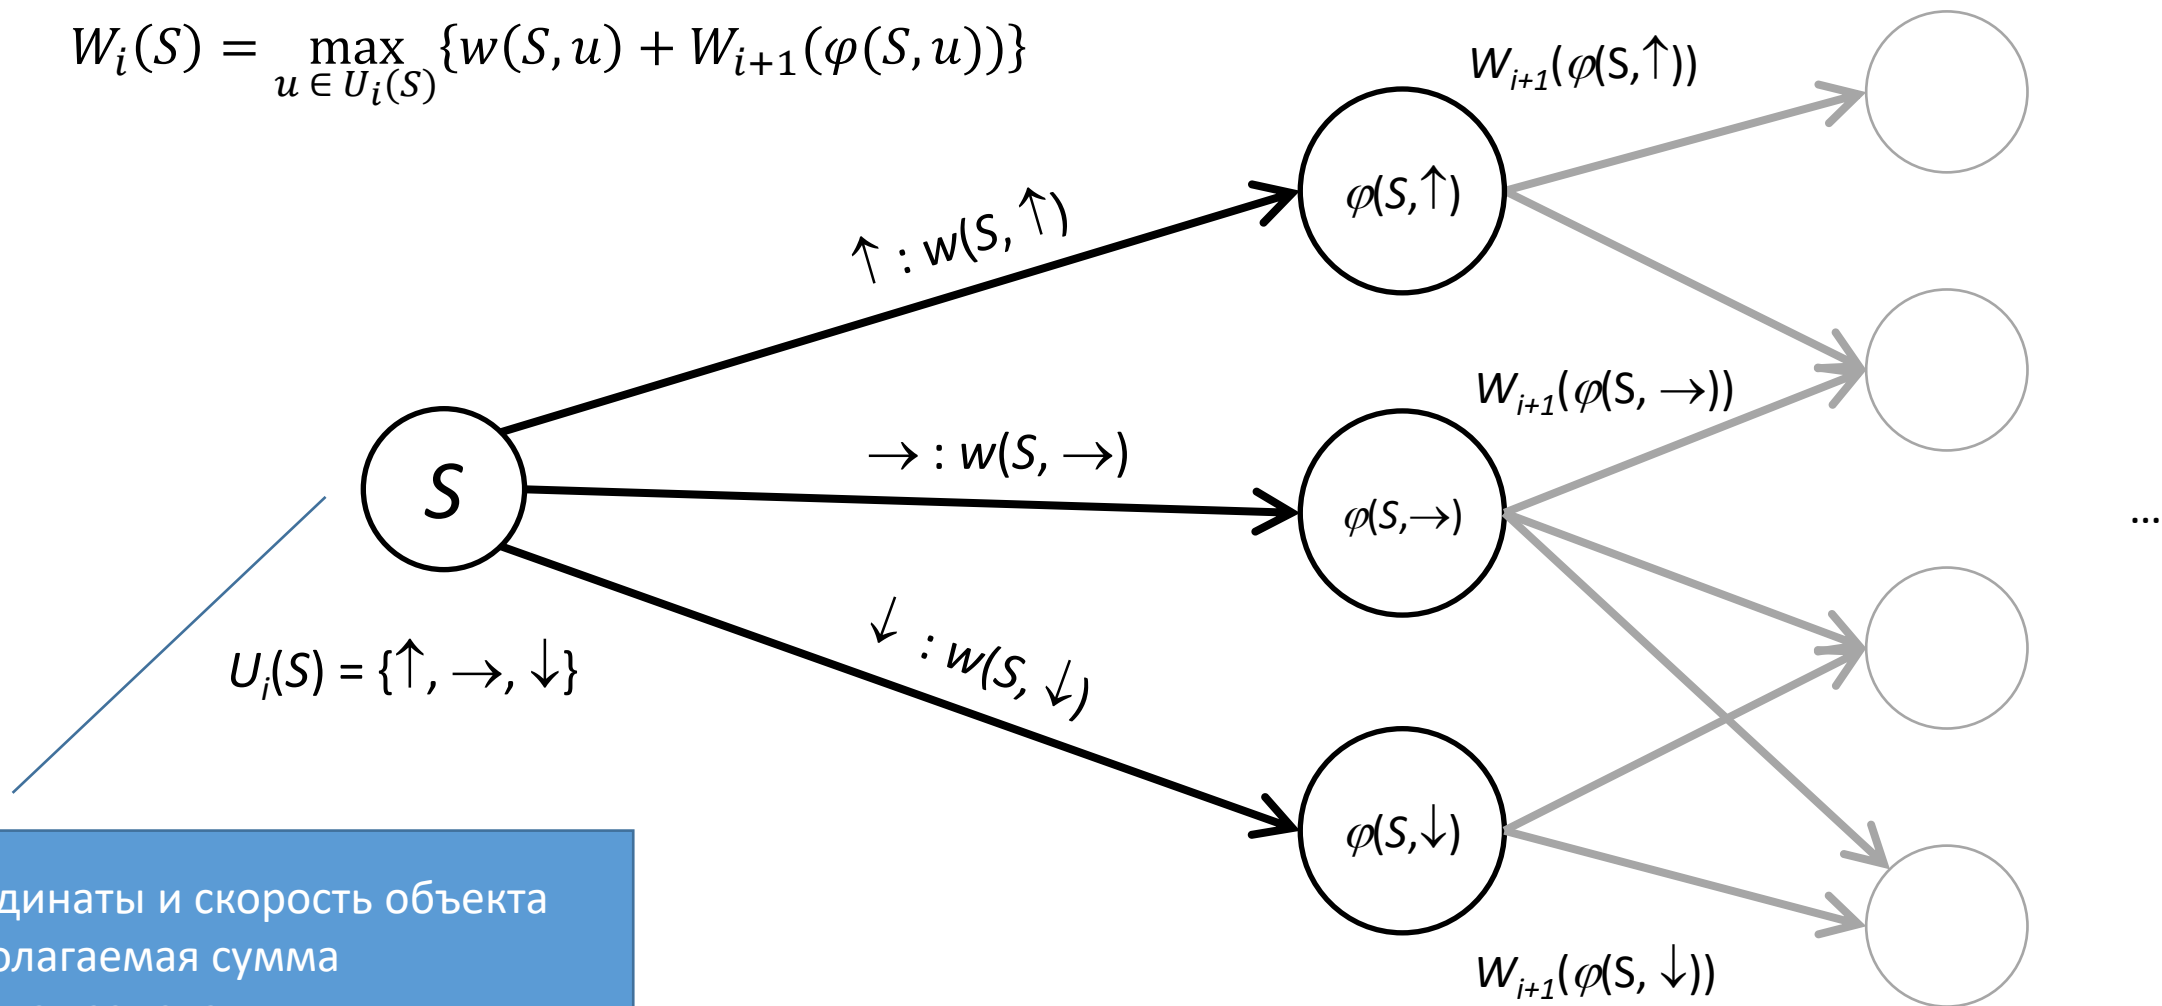 W_i(S) = max_{u ∈ U_i(S)} {w(S, u) + W_{i+1}(φ(S, u))}
W_{i+1}(φ(S,↑))
φ(S,↑)
↑ : w(S, ↑)
W_{i+1}(φ(S, →))
→ : w(S, →)
S
φ(S,→)
...
↓ : w(S, ↓)
U_i(S) = {↑, →, ↓}
φ(S,↓)
динаты и скорость объекта
олагаемая сумма
W_{i+1}(φ(S, ↓))